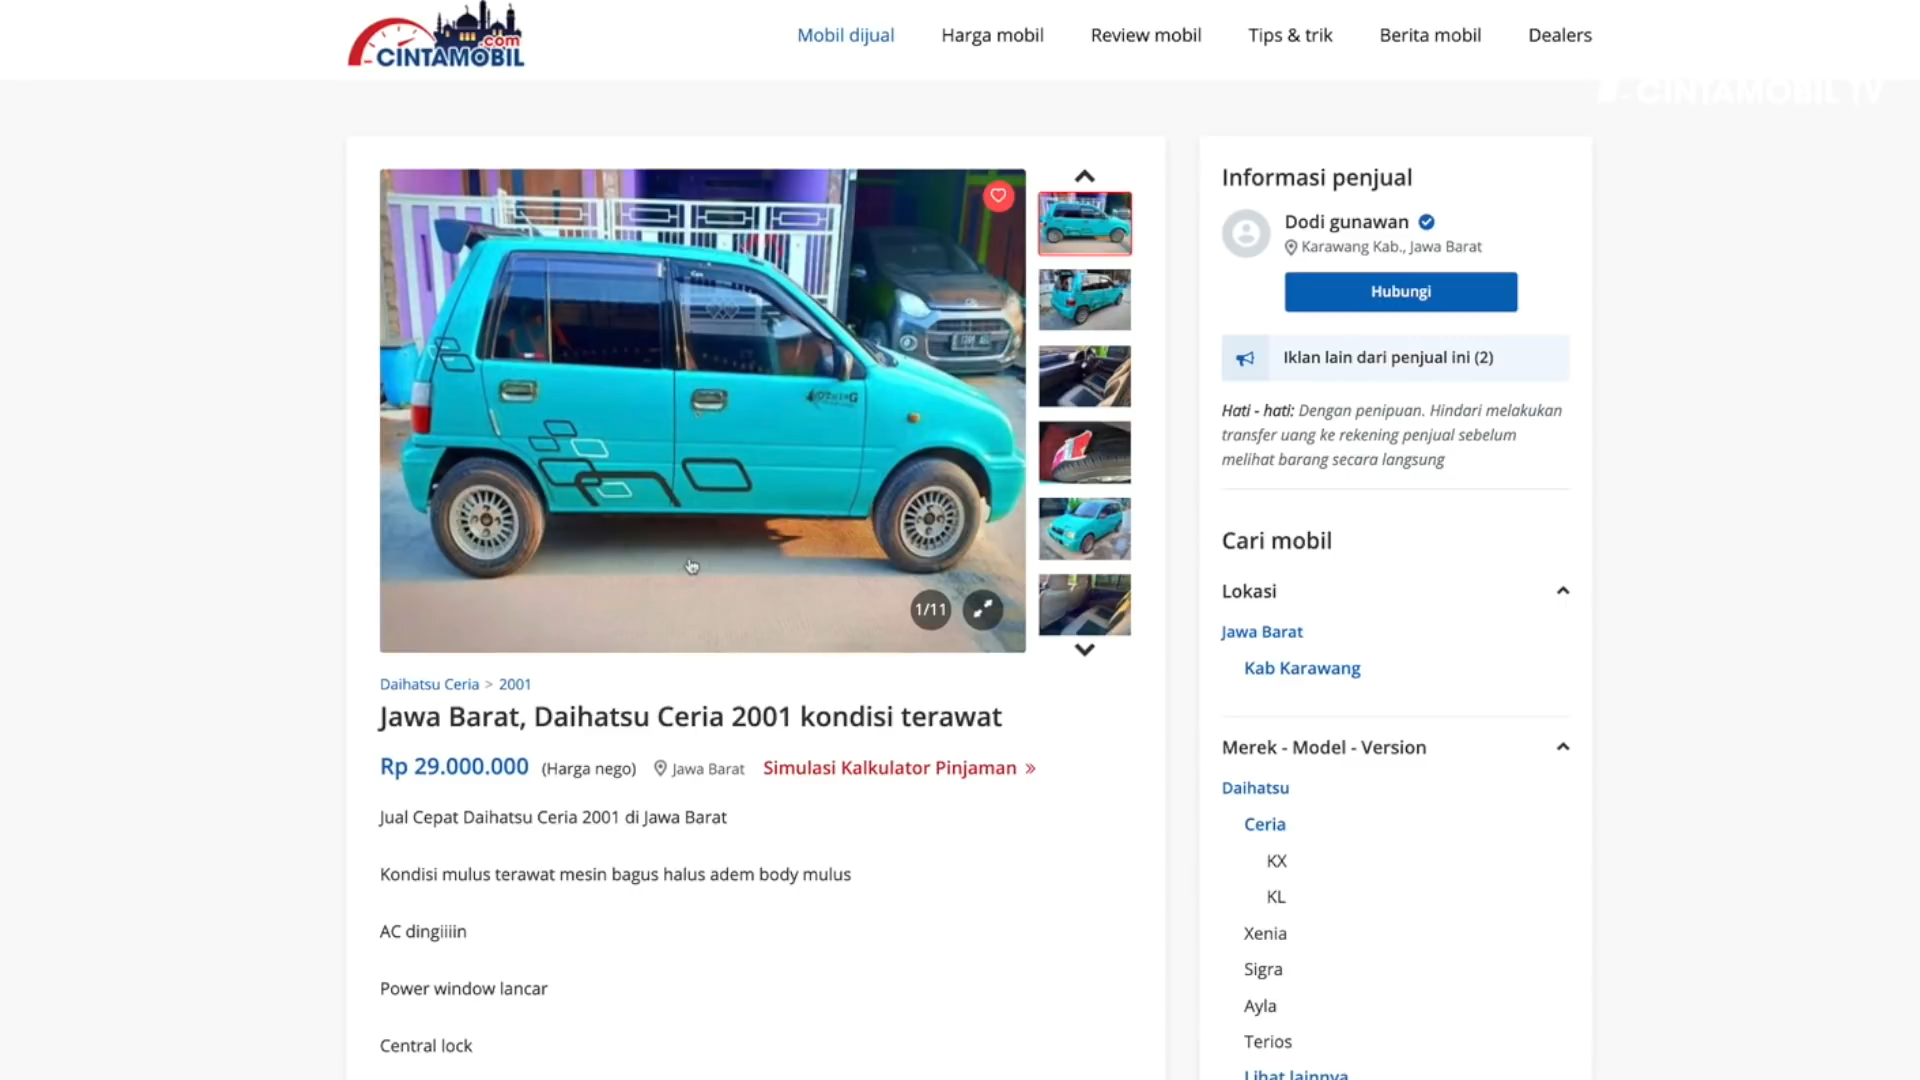 .com
CINTAMOBIL
Mobil dijual
Harga mobil
Review mobil
Tips & trik
Berita mobil
Dealers
CINTAMOBIL TV
1/11
Daihatsu Ceria > 2001
Jawa Barat, Daihatsu Ceria 2001 kondisi terawat
Rp 29.000.000 (Harga nego) Jawa Barat Simulasi Kalkulator Pinjaman »
Jual Cepat Daihatsu Ceria 2001 di Jawa Barat
Kondisi mulus terawat mesin bagus halus adem body mulus
AC dingiiiin
Power window lancar
Central lock
Informasi penjual
Dodi gunawan
Karawang Kab., Jawa Barat
Hubungi
Iklan lain dari penjual ini (2)
Hati - hati: Dengan penipuan. Hindari melakukan
transfer uang ke rekening penjual sebelum
melihat barang secara langsung
Cari mobil
Lokasi
Jawa Barat
Kab Karawang
Merek - Model - Version
Daihatsu
Ceria
KX
KL
Xenia
Sigra
Ayla
Terios
Lihat lainnya